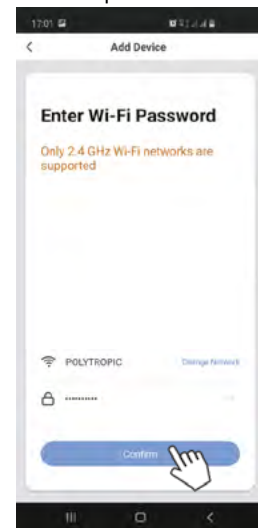 17:01
Add Device
Enter Wi-Fi Password
Only 2.4 GHz Wi-Fi networks are
supported
POLYTROPIC Change Network
Confirm